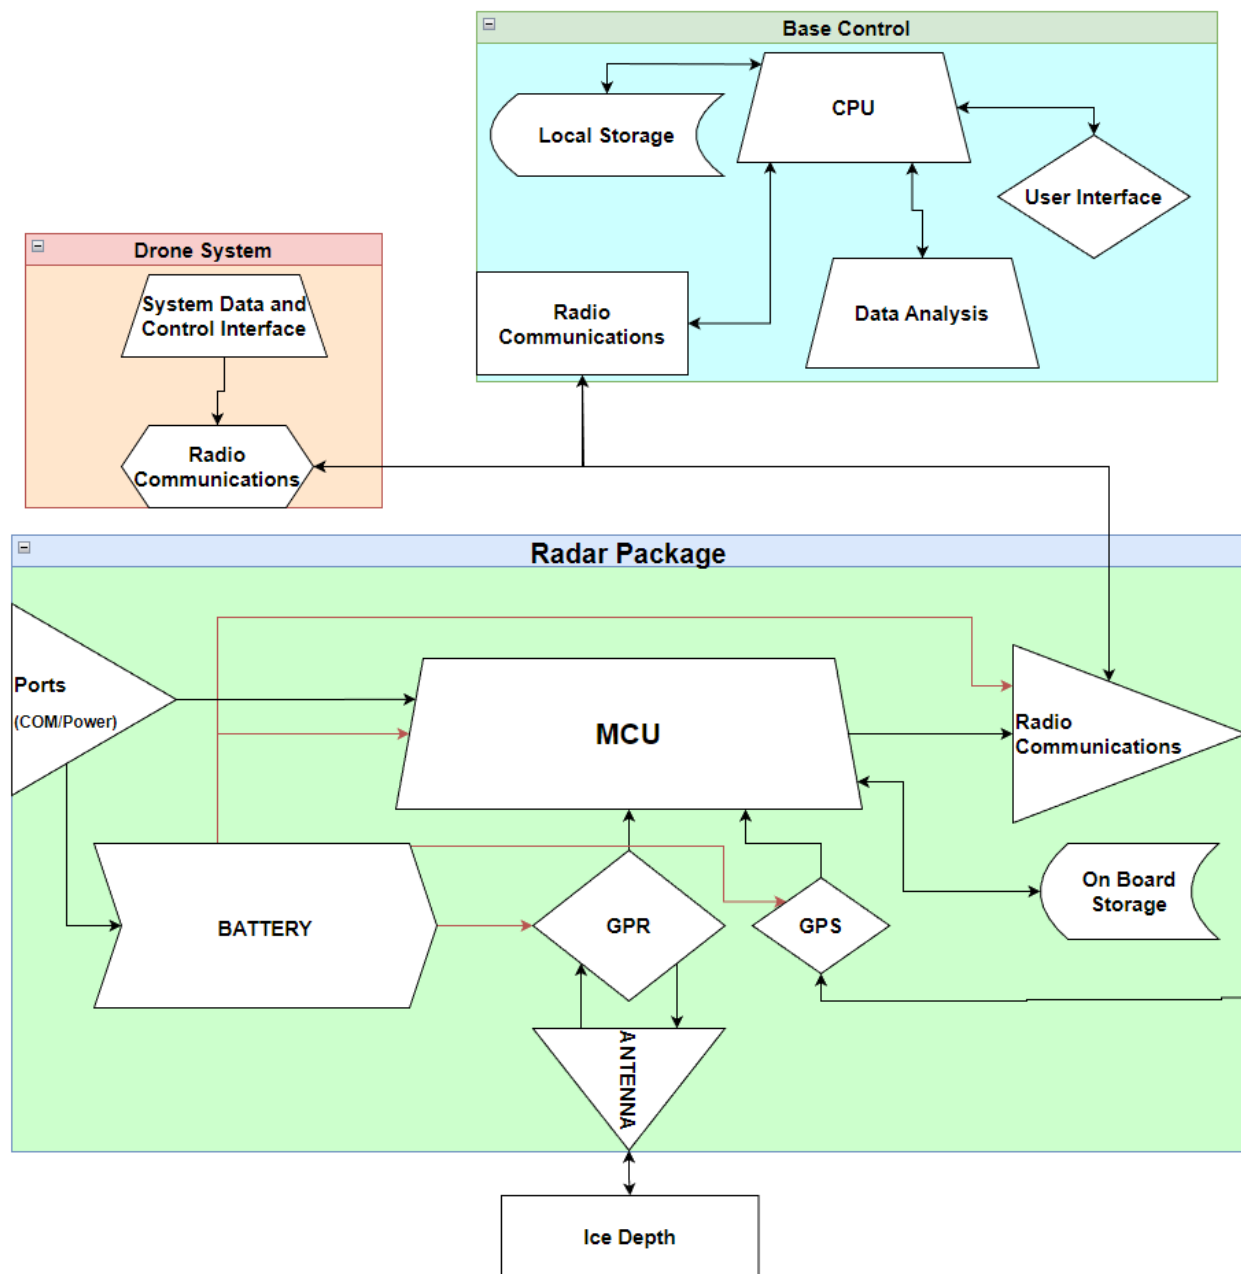 Base Control
CPU
Local Storage
User Interface
Radio
Communications
Data Analysis
Drone System
System Data and
Control Interface
Radio
Communications
Radar Package
Ports
(COM/Power)
MCU
Radio
Communications
BATTERY
GPR
GPS
On Board
Storage
ANTENNA
Ice Depth